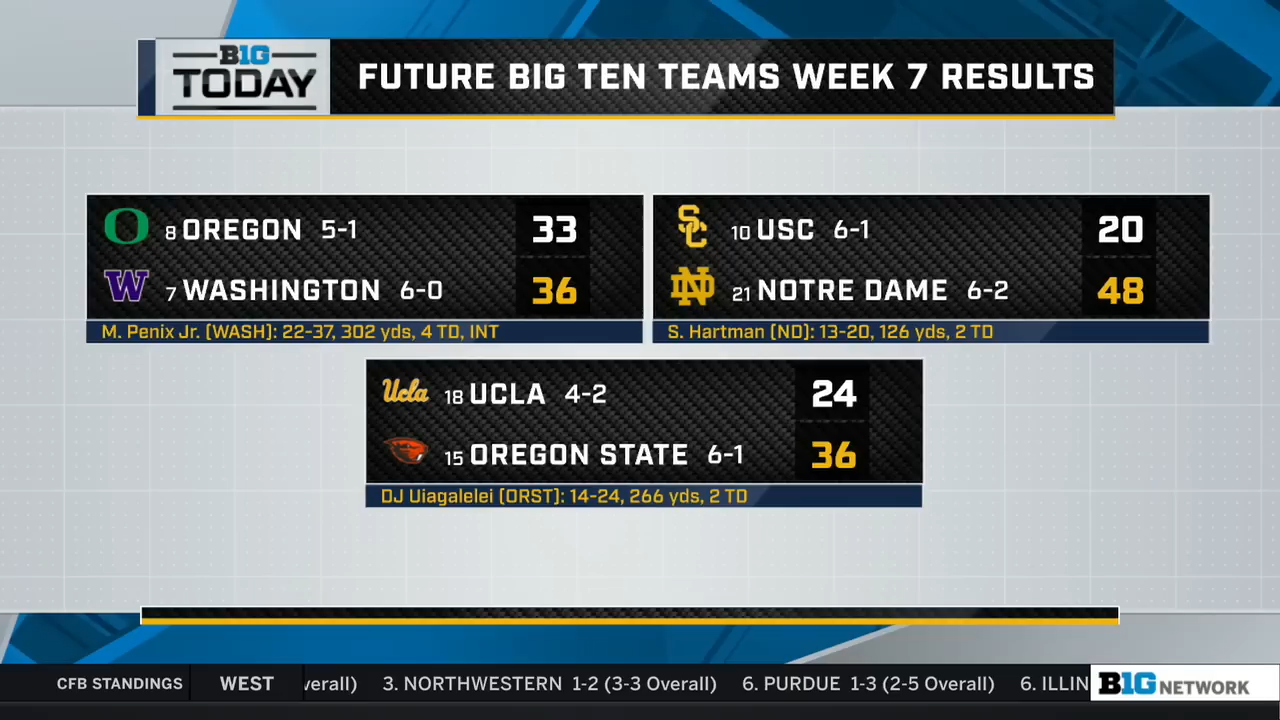 B1G TODAY
FUTURE BIG TEN TEAMS WEEK 7 RESULTS
O 8 OREGON 5-1 33
W 7 WASHINGTON 6-0 36
M. Penix Jr. (WASH): 22-37, 302 yds, 4 TD, INT
SC 10 USC 6-1 20
ND 21 NOTRE DAME 6-2 48
S. Hartman (ND): 13-20, 126 yds, 2 TD
Ucla 18 UCLA 4-2 24
15 OREGON STATE 6-1 36
DJ Uiagalelei (ORST): 14-24, 266 yds, 2 TD
CFB STANDINGS WEST verall) 3. NORTHWESTERN 1-2 (3-3 Overall) 6. PURDUE 1-3 (2-5 Overall) 6. ILLIN B1G NETWORK